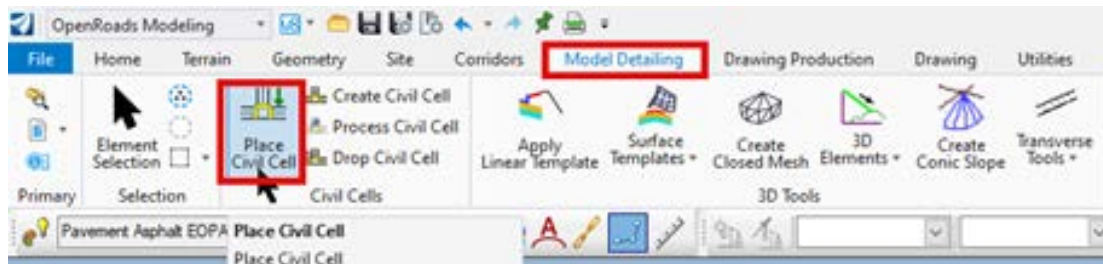 OpenRoads Modeling
File Home Terrain Geometry Site Corridors Model Detailing Drawing Production Drawing Utilities
Element Selection
Place Civil Cell
Create Civil Cell
Process Civil Cell
Drop Civil Cell
Apply Linear Template
Surface Templates
Create Closed Mesh
3D Elements
Create Conic Slope
Transverse Tools
Primary Selection Civil Cells 3D Tools
Pavement Asphalt EOPA
Place Civil Cell
Place Civil Cell